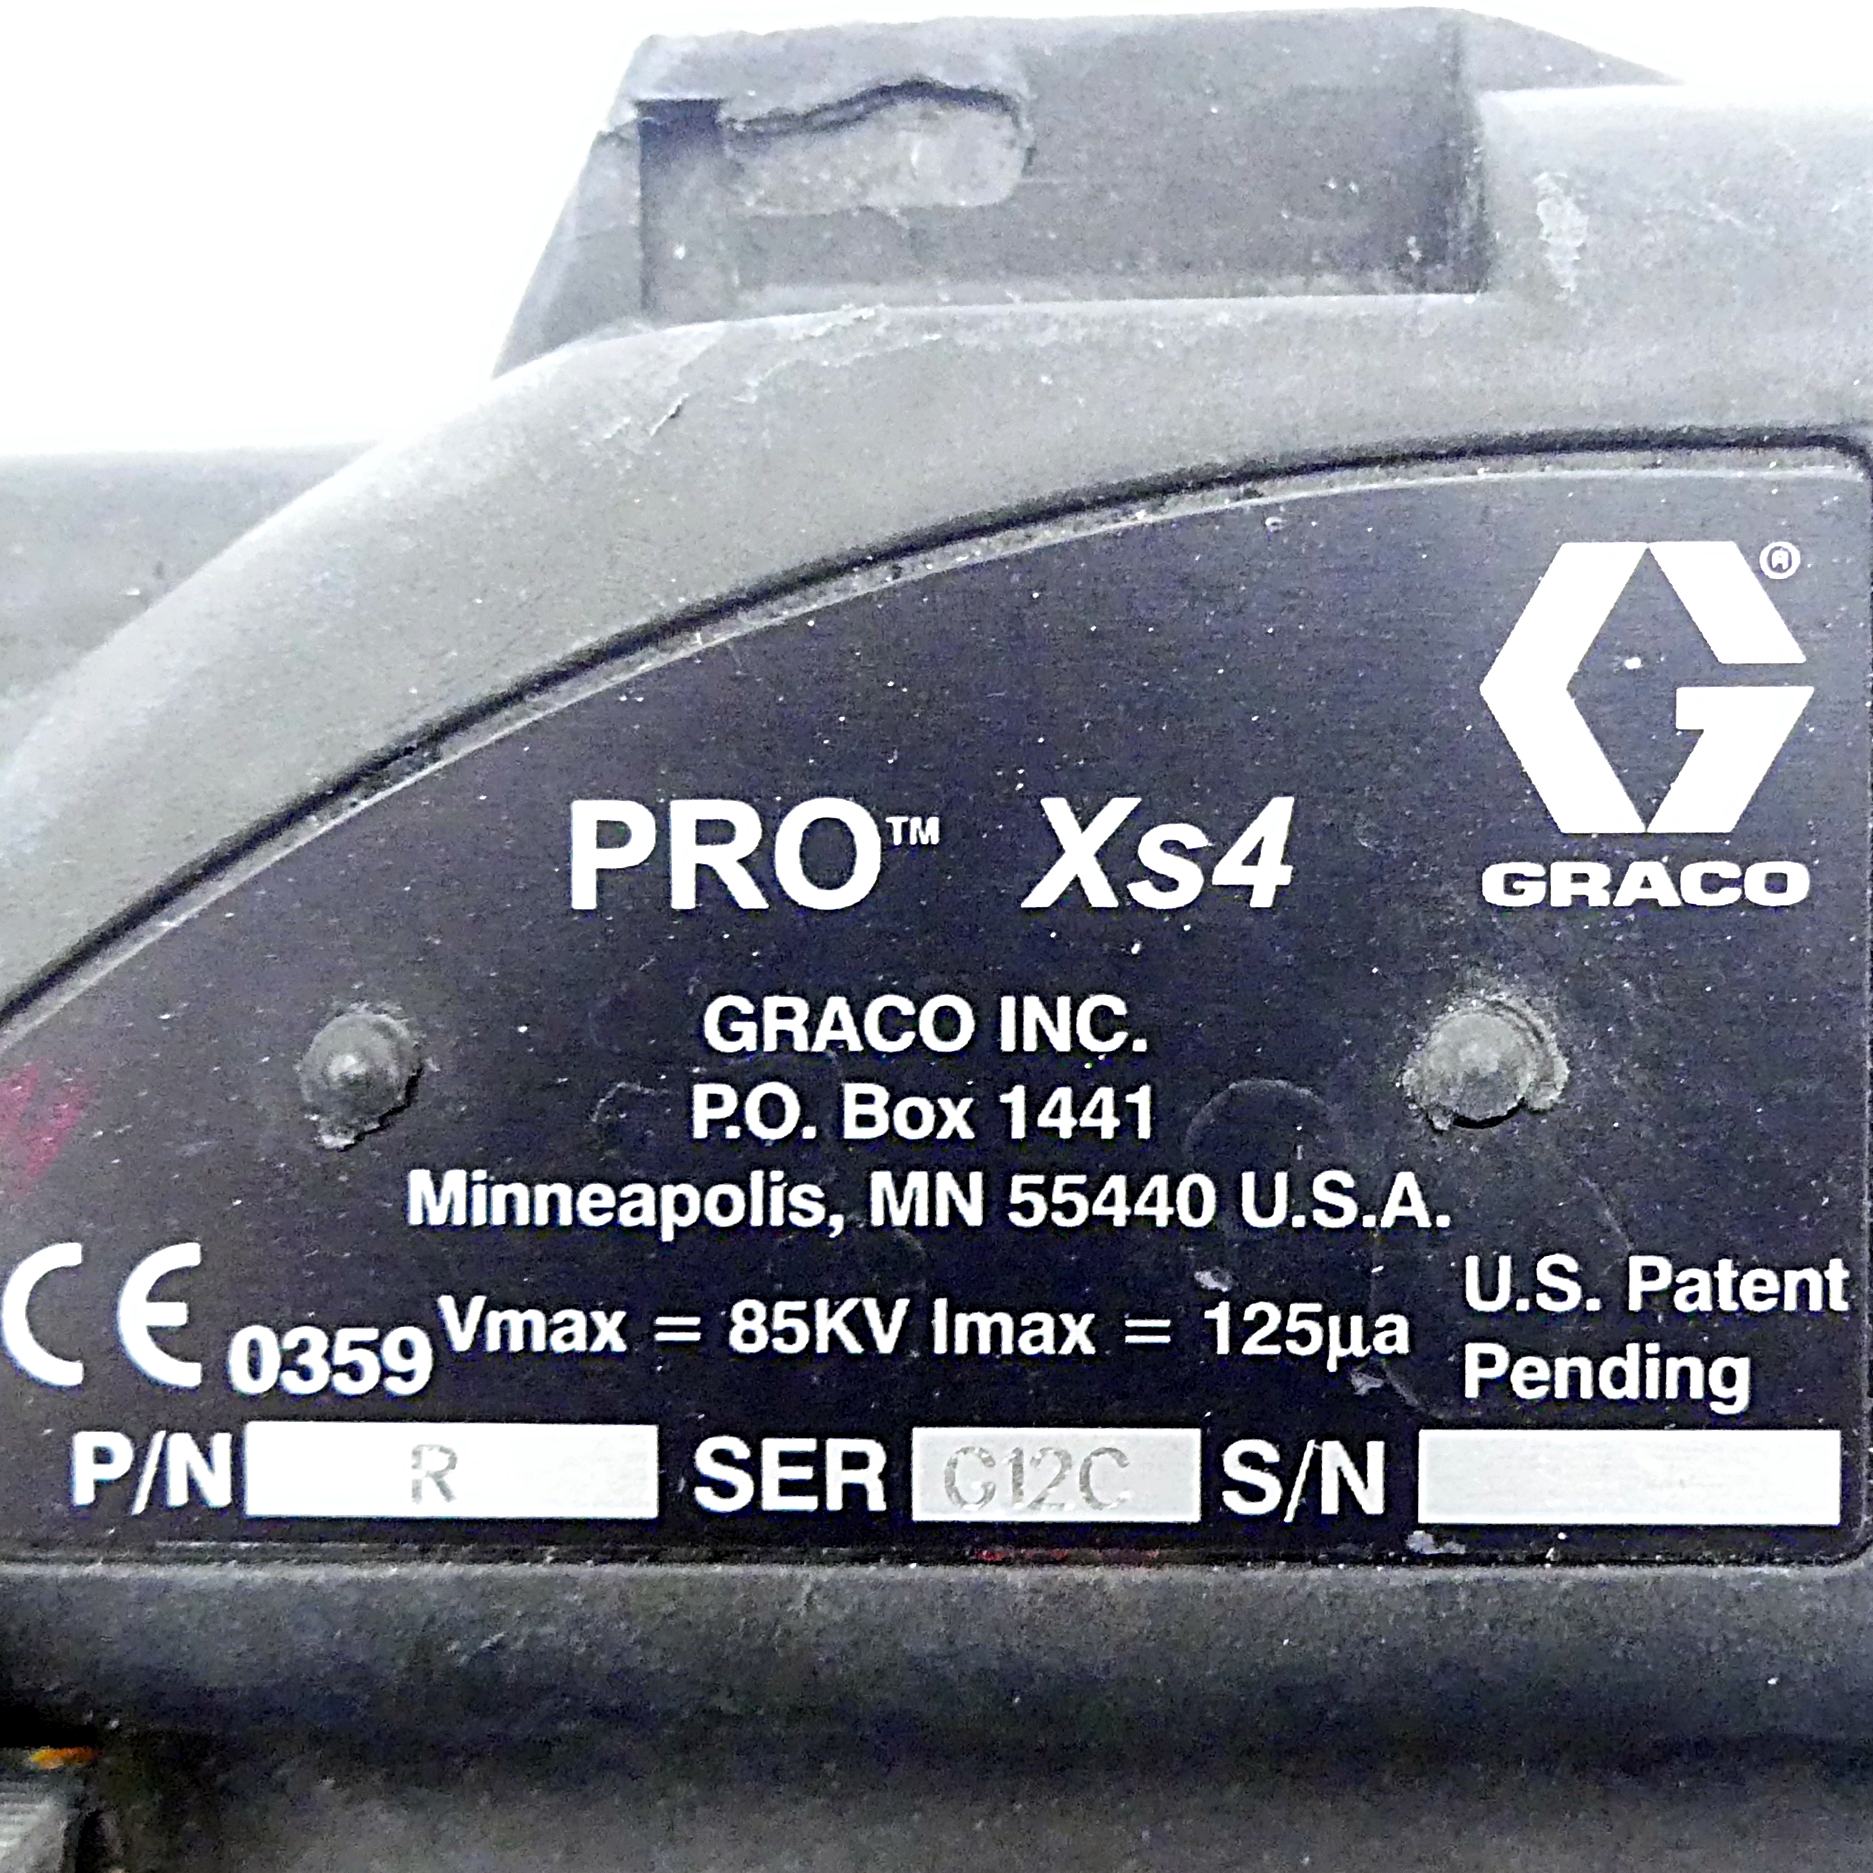 ®
GRACO
PRO™ Xs4
GRACO INC.
P.O. Box 1441
Minneapolis, MN 55440 U.S.A.
CE 0359 Vmax = 85KV Imax = 125µa
U.S. Patent
Pending
P/N R SER G12C S/N